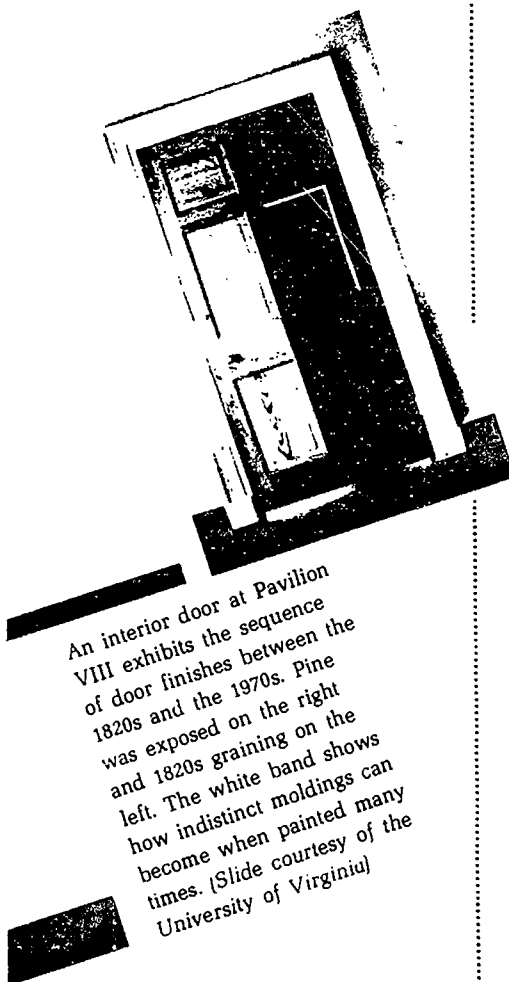 An interior door at Pavilion
VIII exhibits the sequence
of door finishes between the
1820s and the 1970s. Pine
was exposed on the right
and 1820s graining on the
left. The white band shows
how indistinct moldings can
become when painted many
times. (Slide courtesy of the
University of Virginia)